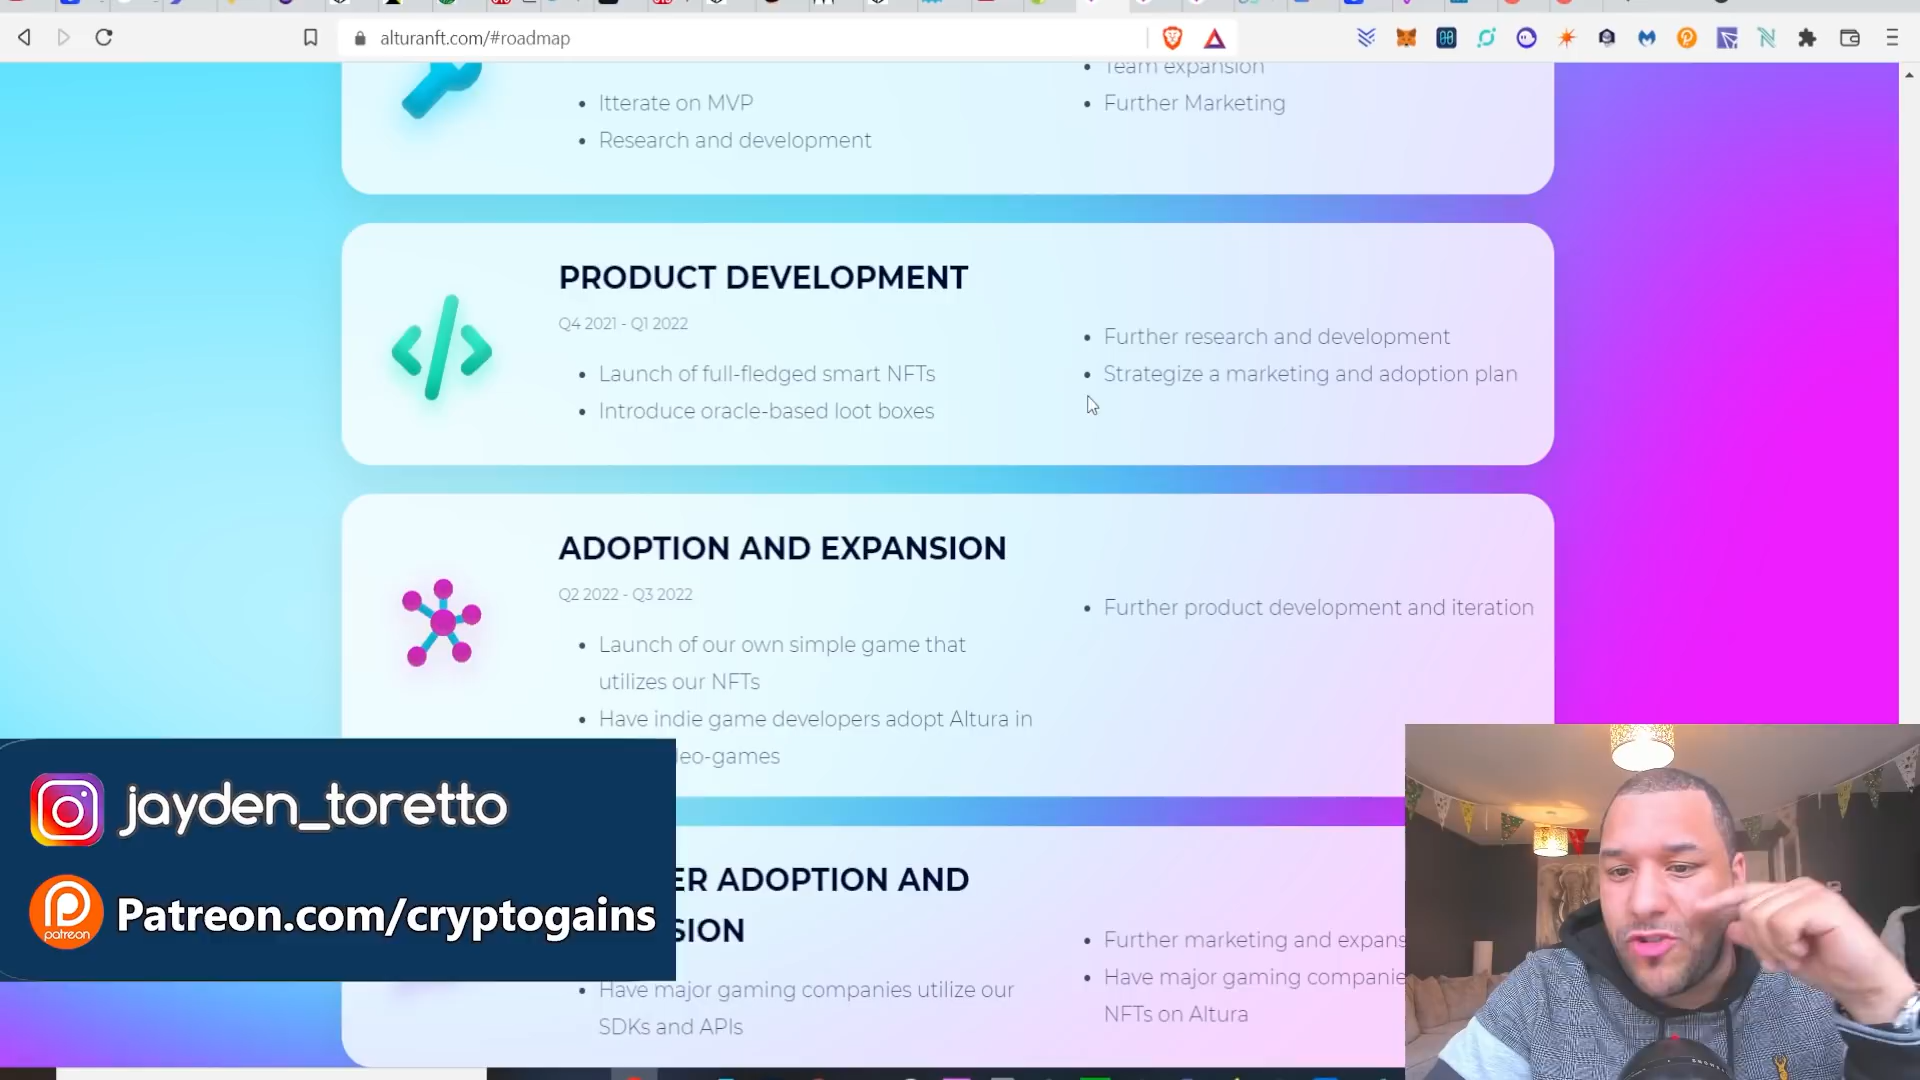 alturanft.com/#roadmap
Team expansion
Itterate on MVP
Further Marketing
Research and development
PRODUCT DEVELOPMENT
Q4 2021 - Q1 2022
Further research and development
Launch of full-fledged smart NFTs
Strategize a marketing and adoption plan
Introduce oracle-based loot boxes
ADOPTION AND EXPANSION
Q2 2022 - Q3 2022
Further product development and iteration
Launch of our own simple game that
utilizes our NFTs
Have indie game developers adopt Altura in
eo-games
jayden_toretto
patreon
Patreon.com/cryptogains
ER ADOPTION AND
SION
Further marketing and expans
Have major gaming companies utilize our
SDKs and APIs
Have major gaming companie
NFTs on Altura